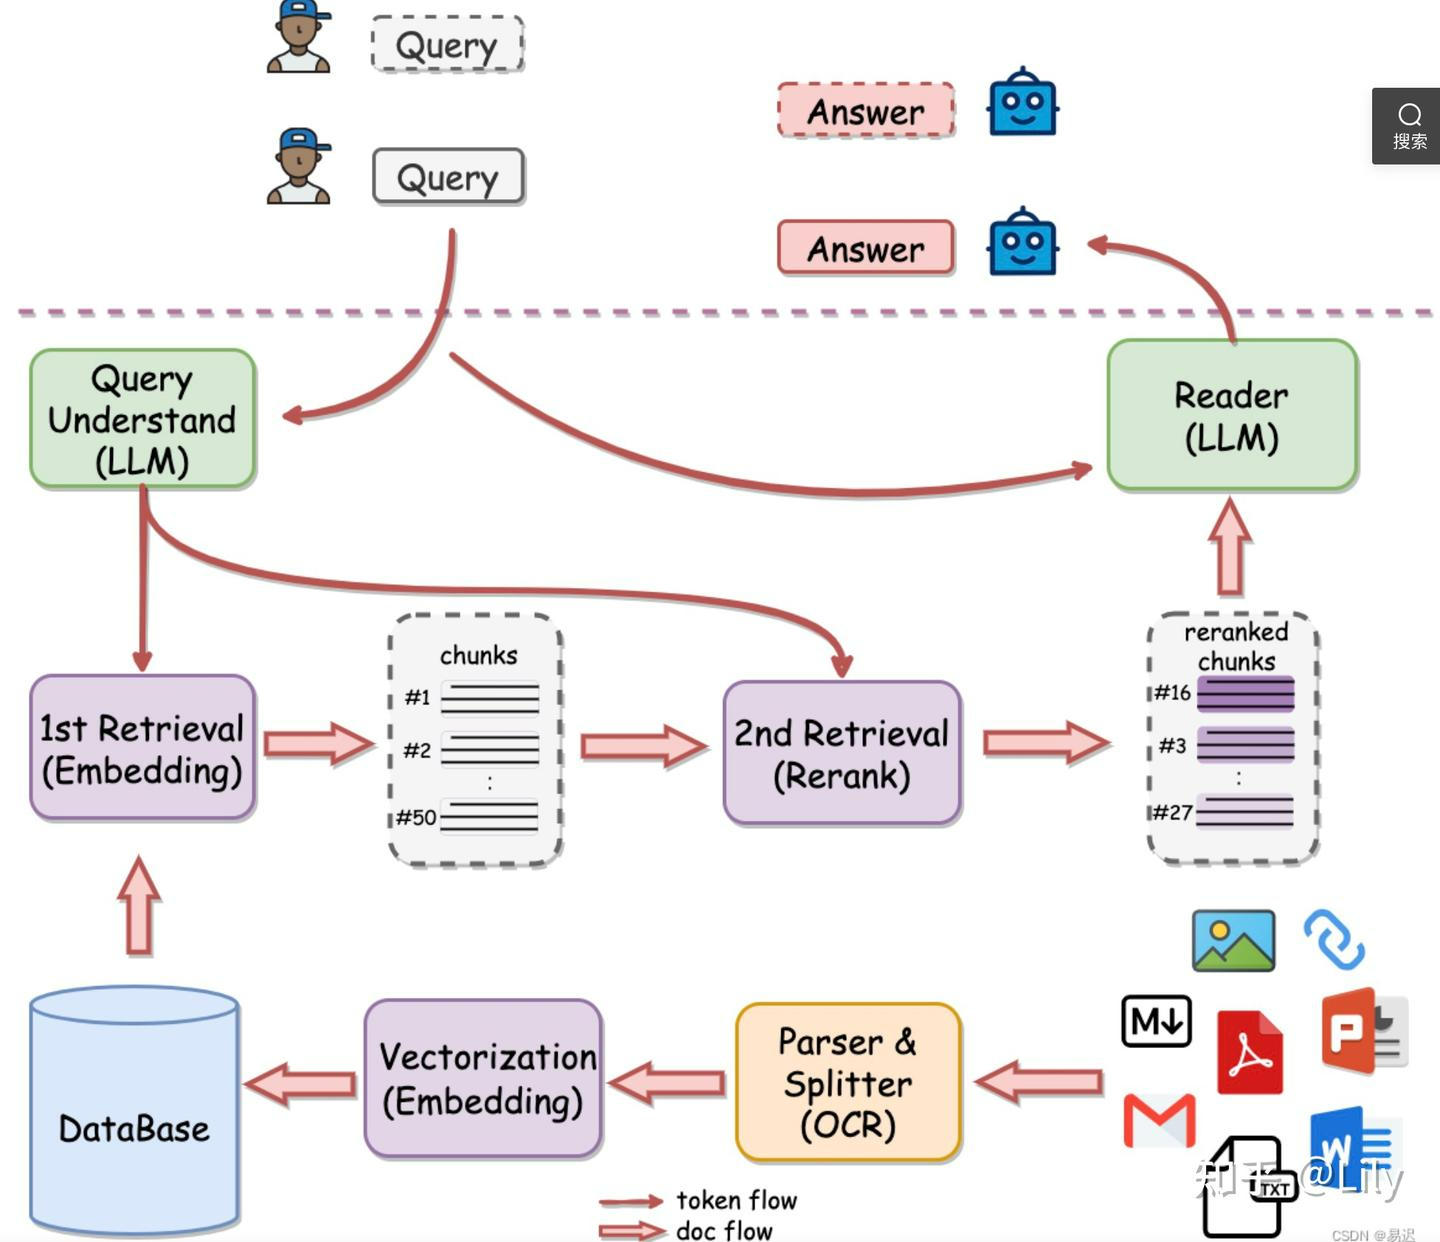 Query
Answer
搜索
Query
Answer
Query
Understand
(LLM)
Reader
(LLM)
1st Retrieval
(Embedding)
chunks
#1
#2
:
#50
2nd Retrieval
(Rerank)
reranked
chunks
#16
#3
:
#27
DataBase
Vectorization
(Embedding)
Parser &
Splitter
(OCR)
M
P
W
TXT
知乎 @Lily
token flow
doc flow
CSDN @易迟